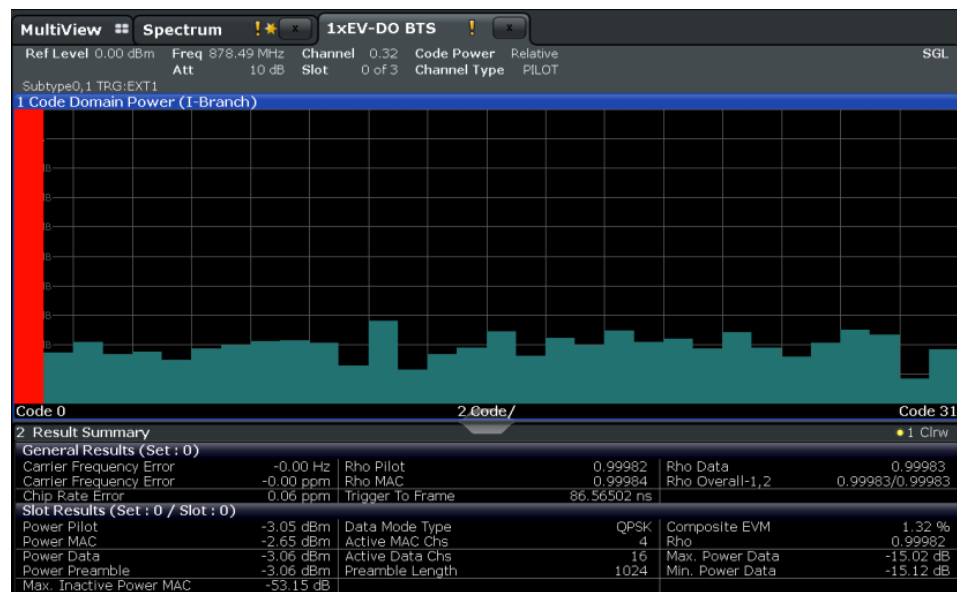 MultiView Spectrum ! x 1xEV-DO BTS ! x
Ref Level 0.00 dBm Freq 878.49 MHz Channel 0.32 Code Power Relative SGL
Att 10 dB Slot 0 of 3 Channel Type PILOT
Subtype0,1 TRG:EXT1
1 Code Domain Power (I-Branch)
Code 0 2 Code/ Code 31
2 Result Summary 1 Clrw
General Results (Set : 0)
Carrier Frequency Error -0.00 Hz Rho Pilot 0.99982 Rho Data 0.99983
Carrier Frequency Error -0.00 ppm Rho MAC 0.99984 Rho Overall-1,2 0.99983/0.99983
Chip Rate Error 0.06 ppm Trigger To Frame 86.56502 ns
Slot Results (Set : 0 / Slot : 0)
Power Pilot -3.05 dBm Data Mode Type QPSK Composite EVM 1.32 %
Power MAC -2.65 dBm Active MAC Chs 4 Rho 0.99982
Power Data -3.06 dBm Active Data Chs 16 Max. Power Data -15.02 dB
Power Preamble -3.06 dBm Preamble Length 1024 Min. Power Data -15.12 dB
Max. Inactive Power MAC -53.15 dB